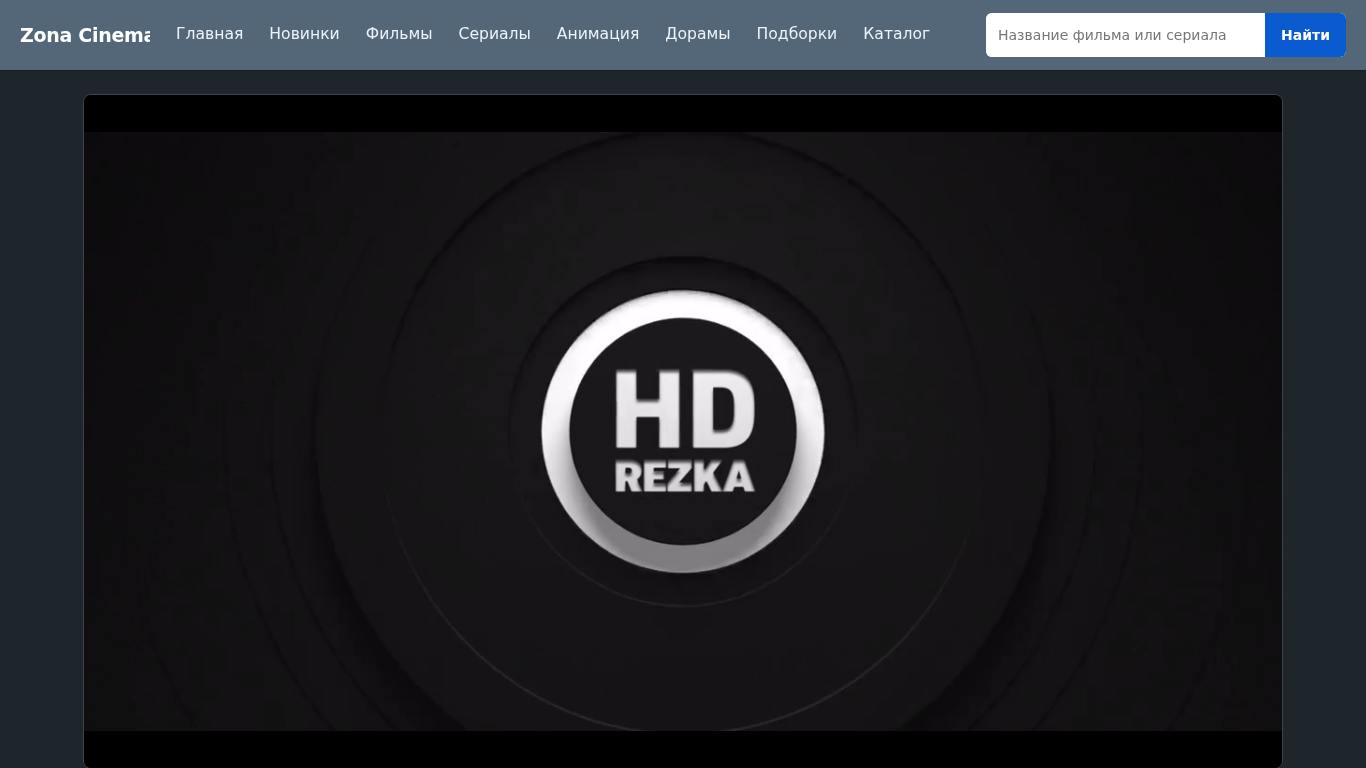 Zona Cinema
Главная
Новинки
Фильмы
Сериалы
Анимация
Дорамы
Подборки
Каталог
Название фильма или сериала
Найти
HD
REZKA